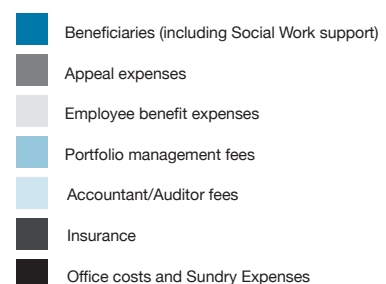 Beneficiaries (including Social Work support)
Appeal expenses
Employee benefit expenses
Portfolio management fees
Accountant/Auditor fees
Insurance
Office costs and Sundry Expenses